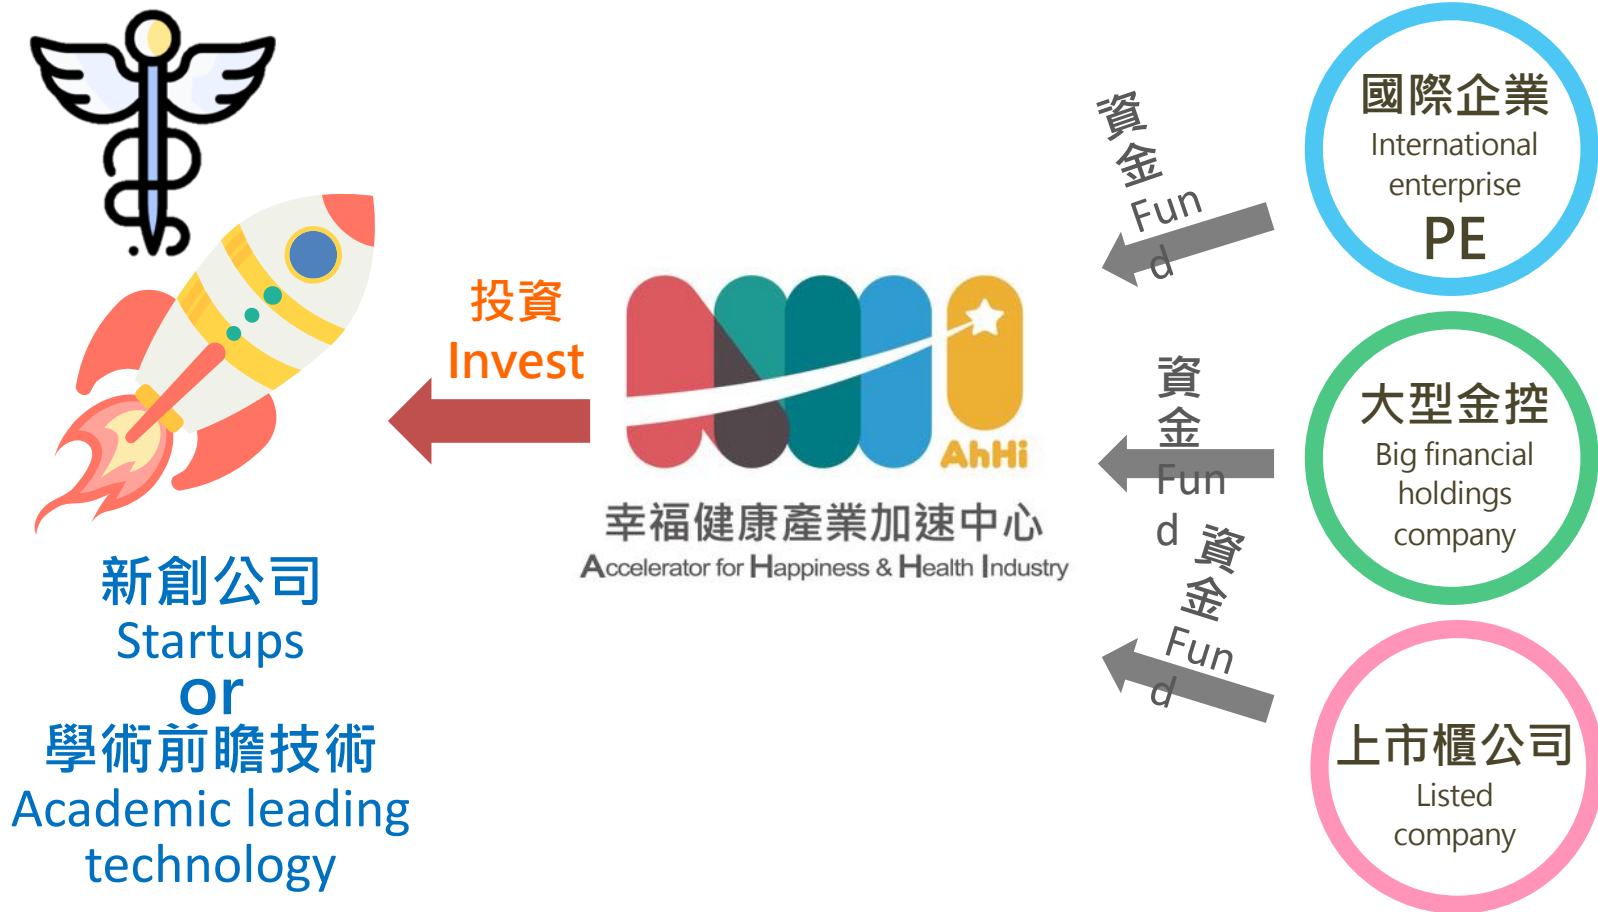 投資
Invest
新創公司
Startups
or
學術前瞻技術
Academic leading
technology
AhHi
幸福健康產業加速中心
Accelerator for Happiness & Health Industry
資
金
Fun
d
資
金
Fun
d
資
金
Fun
d
國際企業
International
enterprise
PE
大型金控
Big financial
holdings
company
上市櫃公司
Listed
company